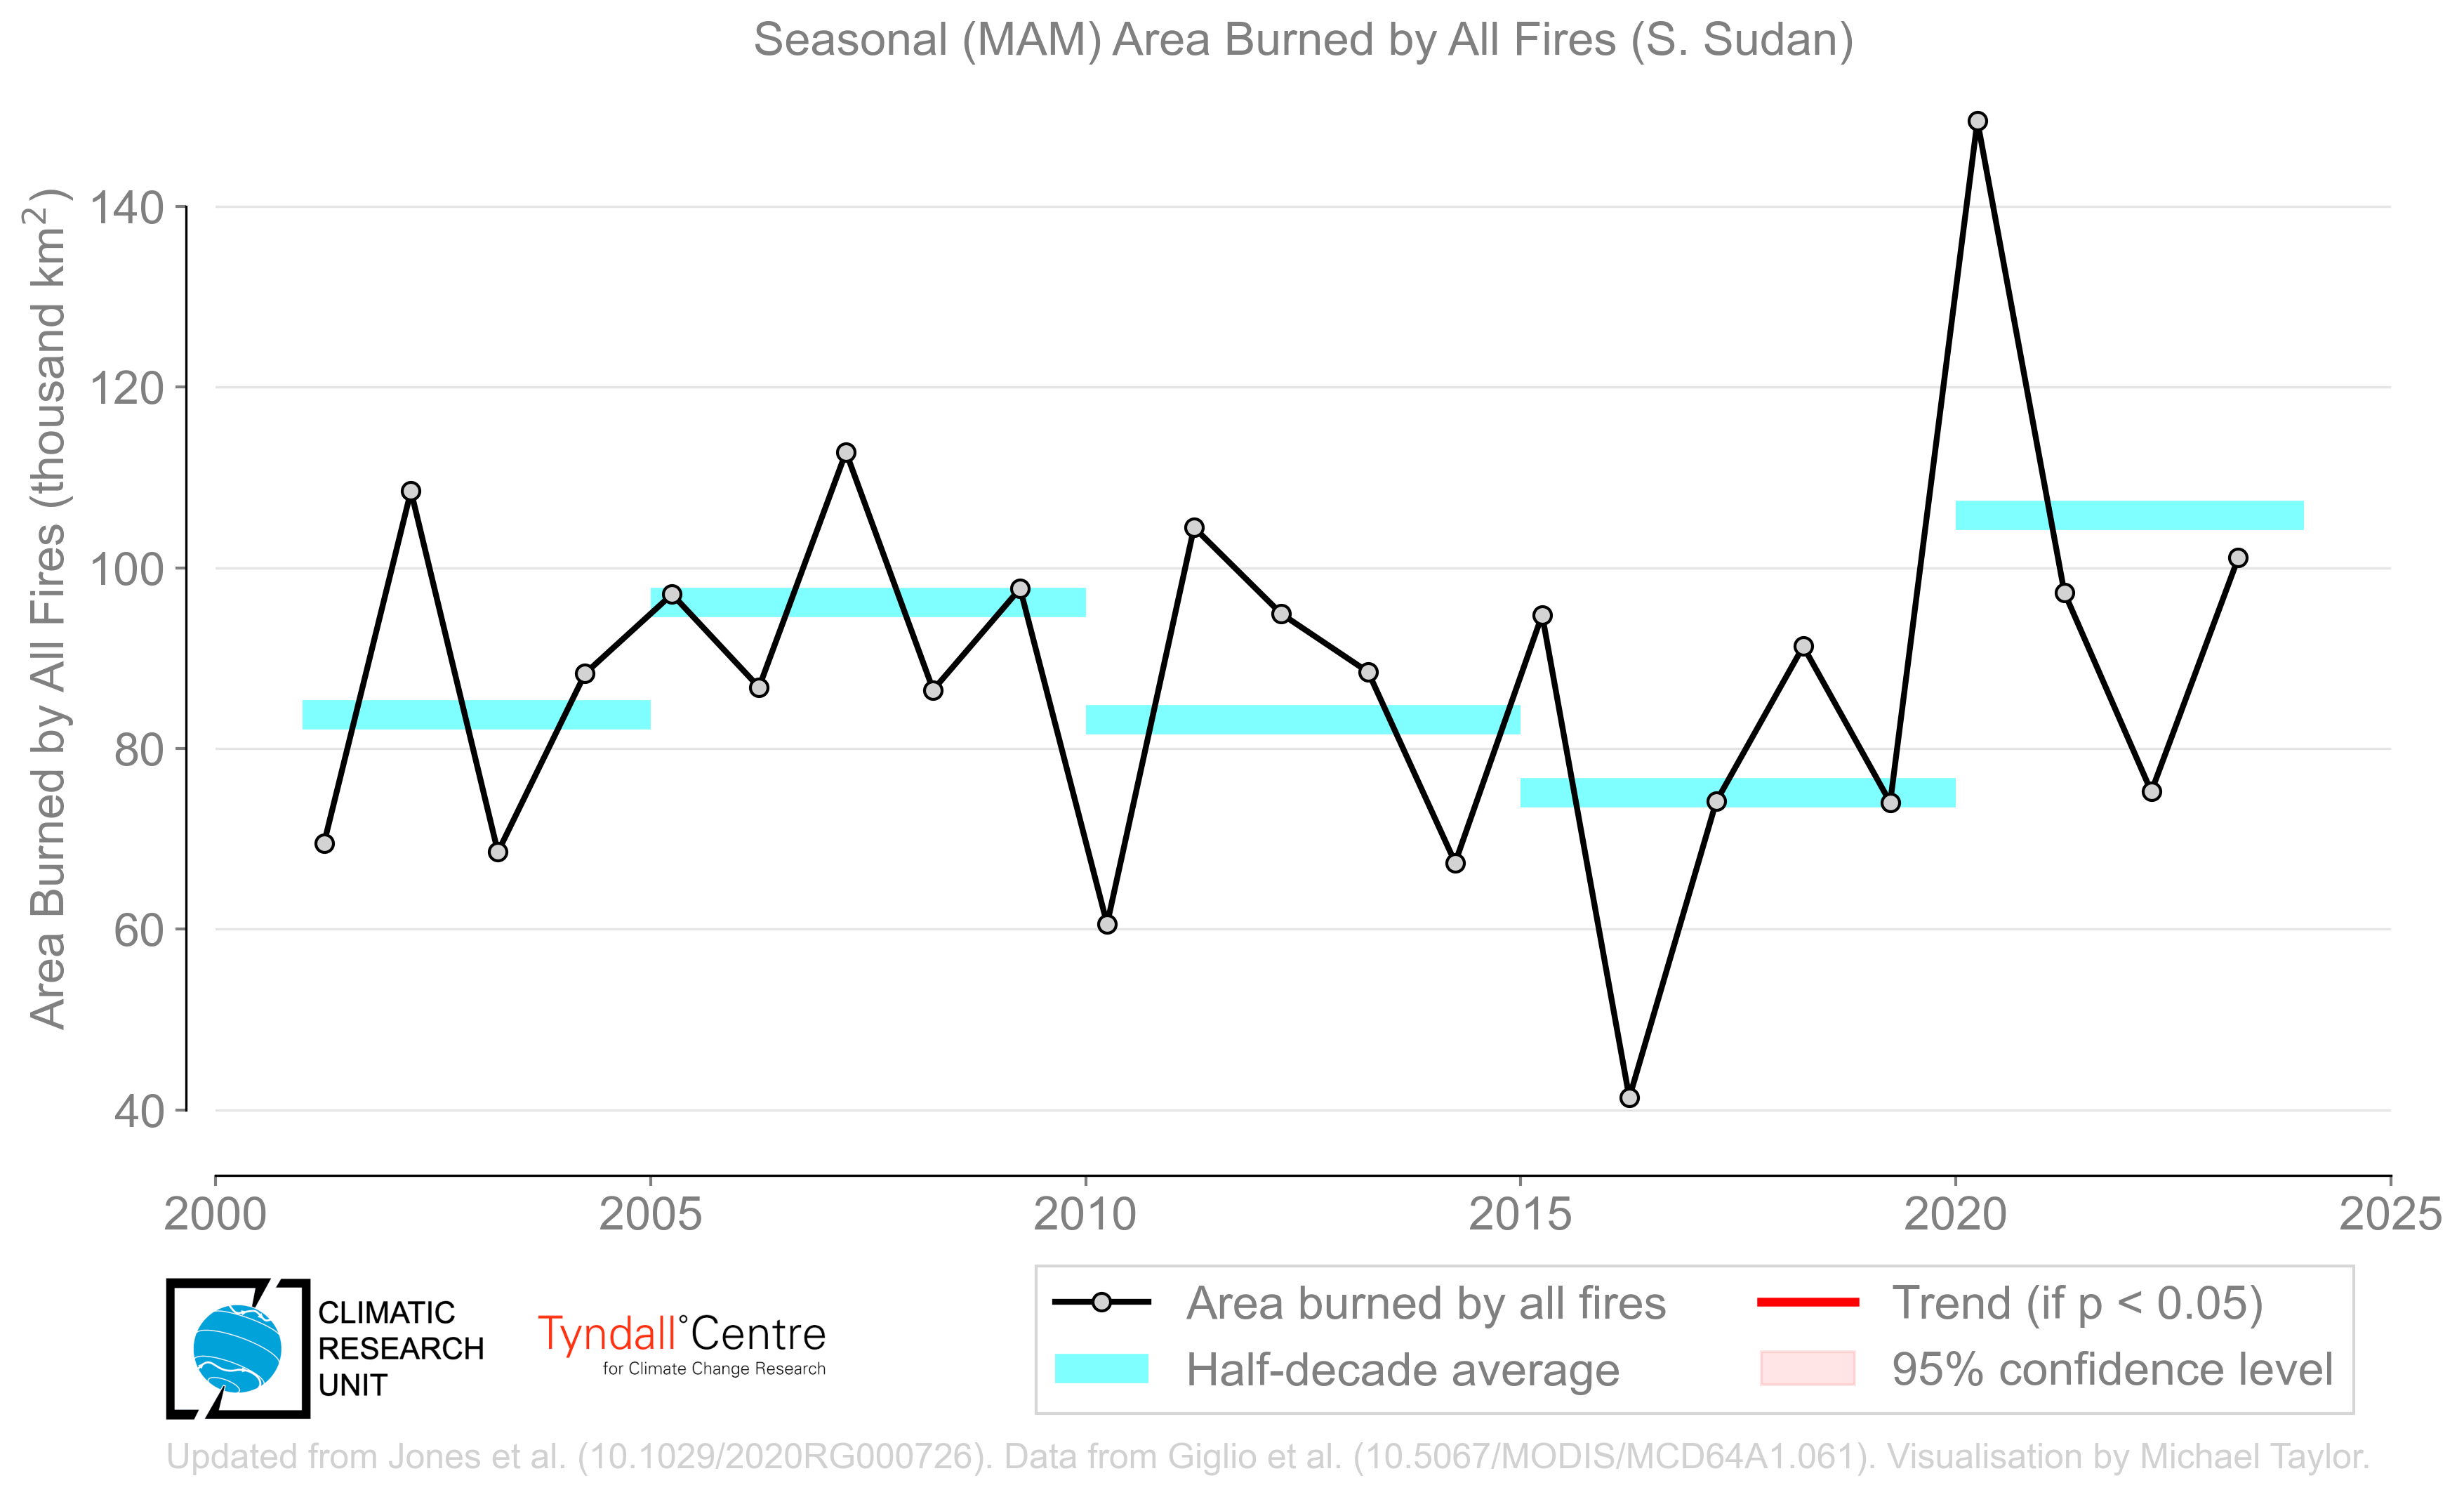 Seasonal (MAM) Area Burned by All Fires (S. Sudan)
Area Burned by All Fires (thousand km²)
140
120
100
80
60
40
2000
2005
2010
2015
2020
2025
CLIMATIC
RESEARCH
UNIT
Tyndall°Centre
for Climate Change Research
Area burned by all fires
Half-decade average
Trend (if p < 0.05)
95% confidence level
Updated from Jones et al. (10.1029/2020RG000726). Data from Giglio et al. (10.5067/MODIS/MCD64A1.061). Visualisation by Michael Taylor.